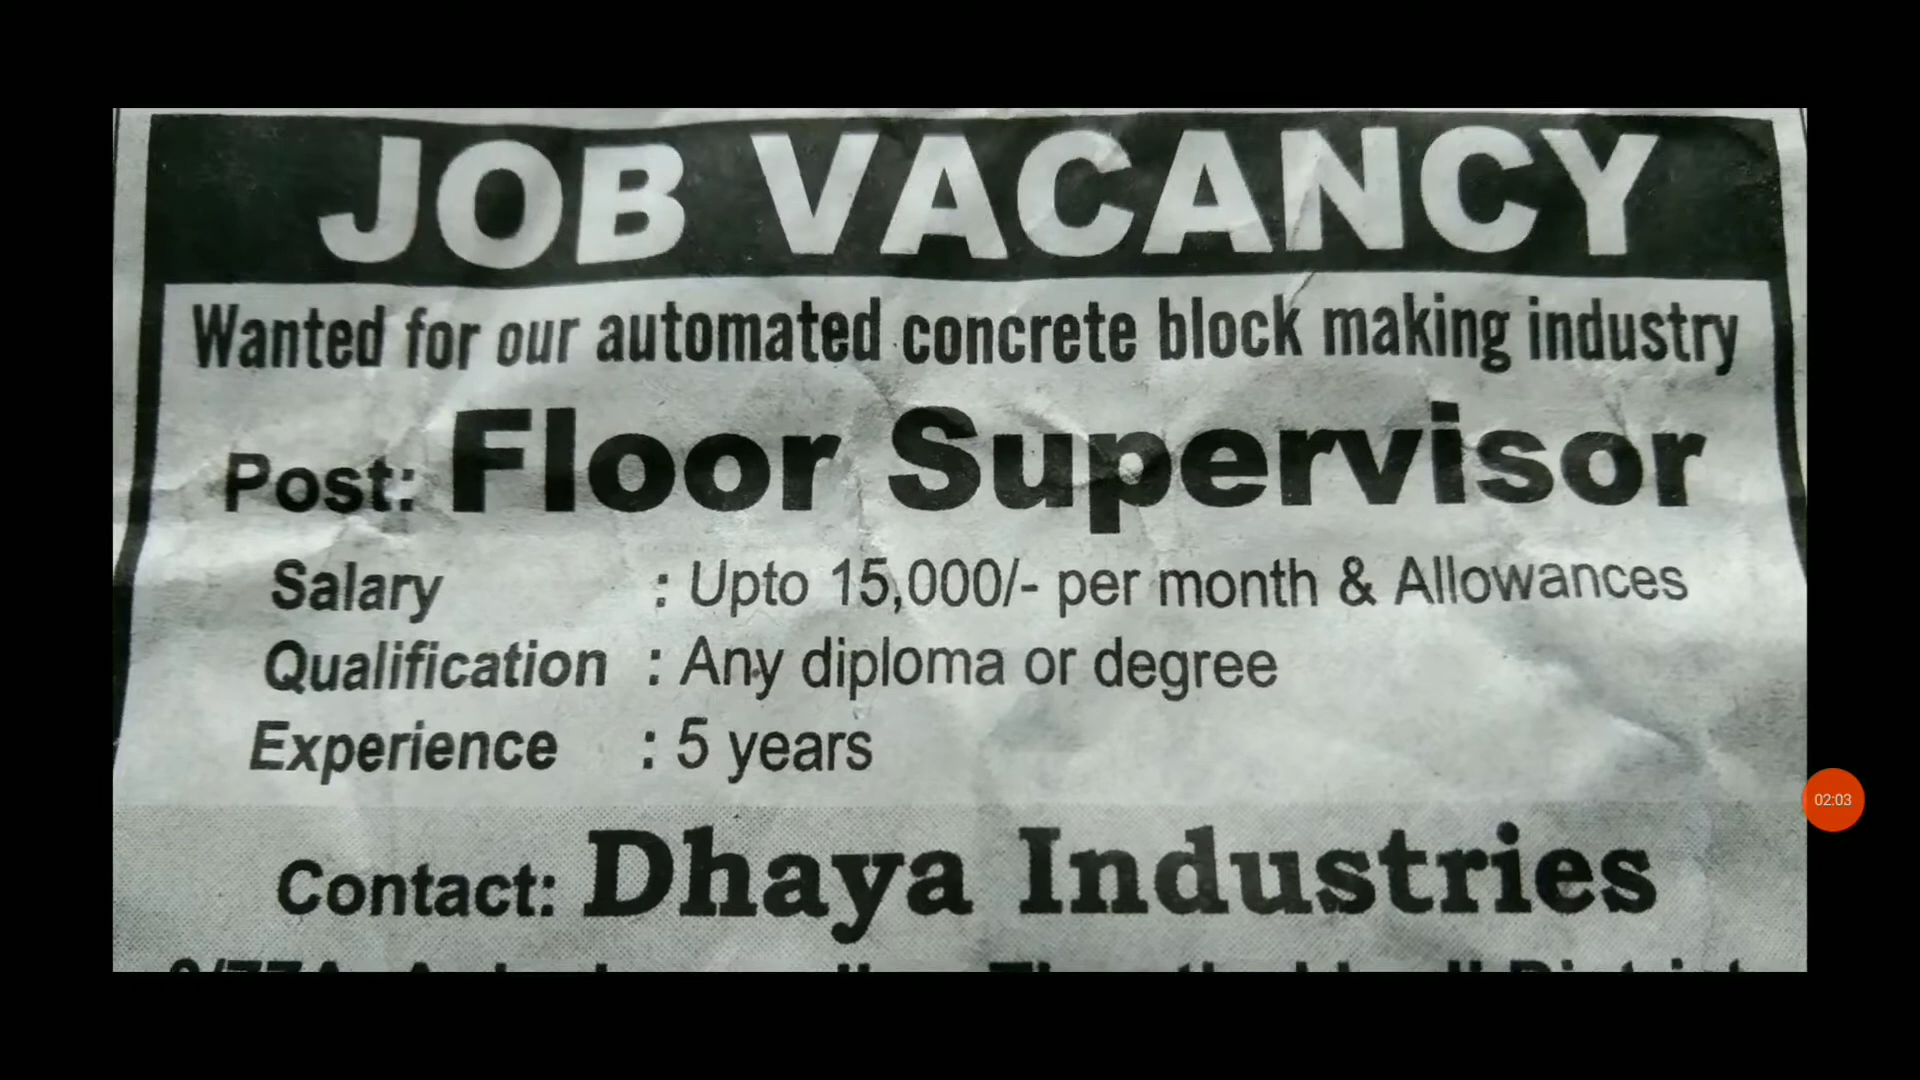 JOB VACANCY
Wanted for our automated concrete block making industry
Post: Floor Supervisor
Salary : Upto 15,000/- per month & Allowances
Qualification : Any diploma or degree
Experience : 5 years
Contact: Dhaya Industries
02:03